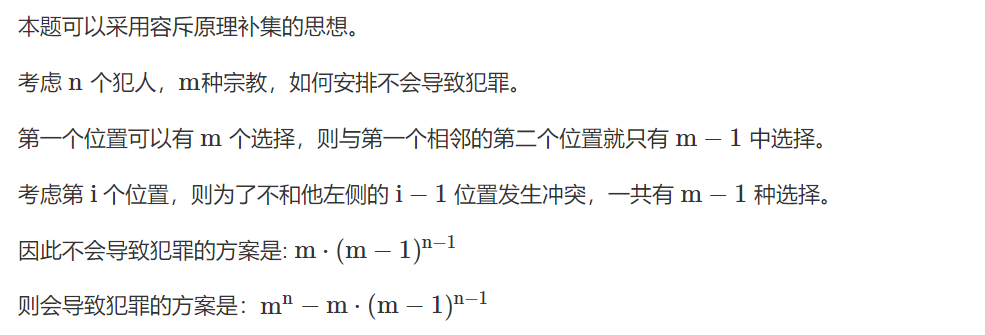 本题可以采用容斥原理补集的思想。
考虑 n 个犯人，m种宗教，如何安排不会导致犯罪。
第一个位置可以有 m 个选择，则与第一个相邻的第二个位置就只有 m − 1 中选择。
考虑第 i 个位置，则为了不和他左侧的 i − 1 位置发生冲突，一共有 m − 1 种选择。
因此不会导致犯罪的方案是: m · (m − 1)^{n−1}
则会导致犯罪的方案是：m^n − m · (m − 1)^{n−1}